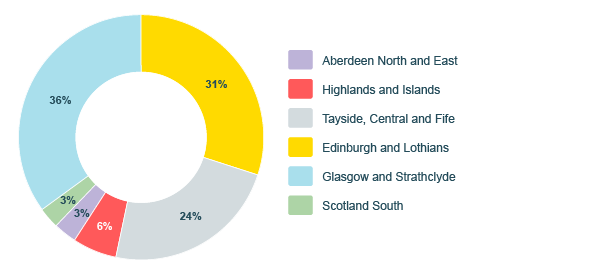 31%
36%
24%
6%
3%
3%
Aberdeen North and East
Highlands and Islands
Tayside, Central and Fife
Edinburgh and Lothians
Glasgow and Strathclyde
Scotland South